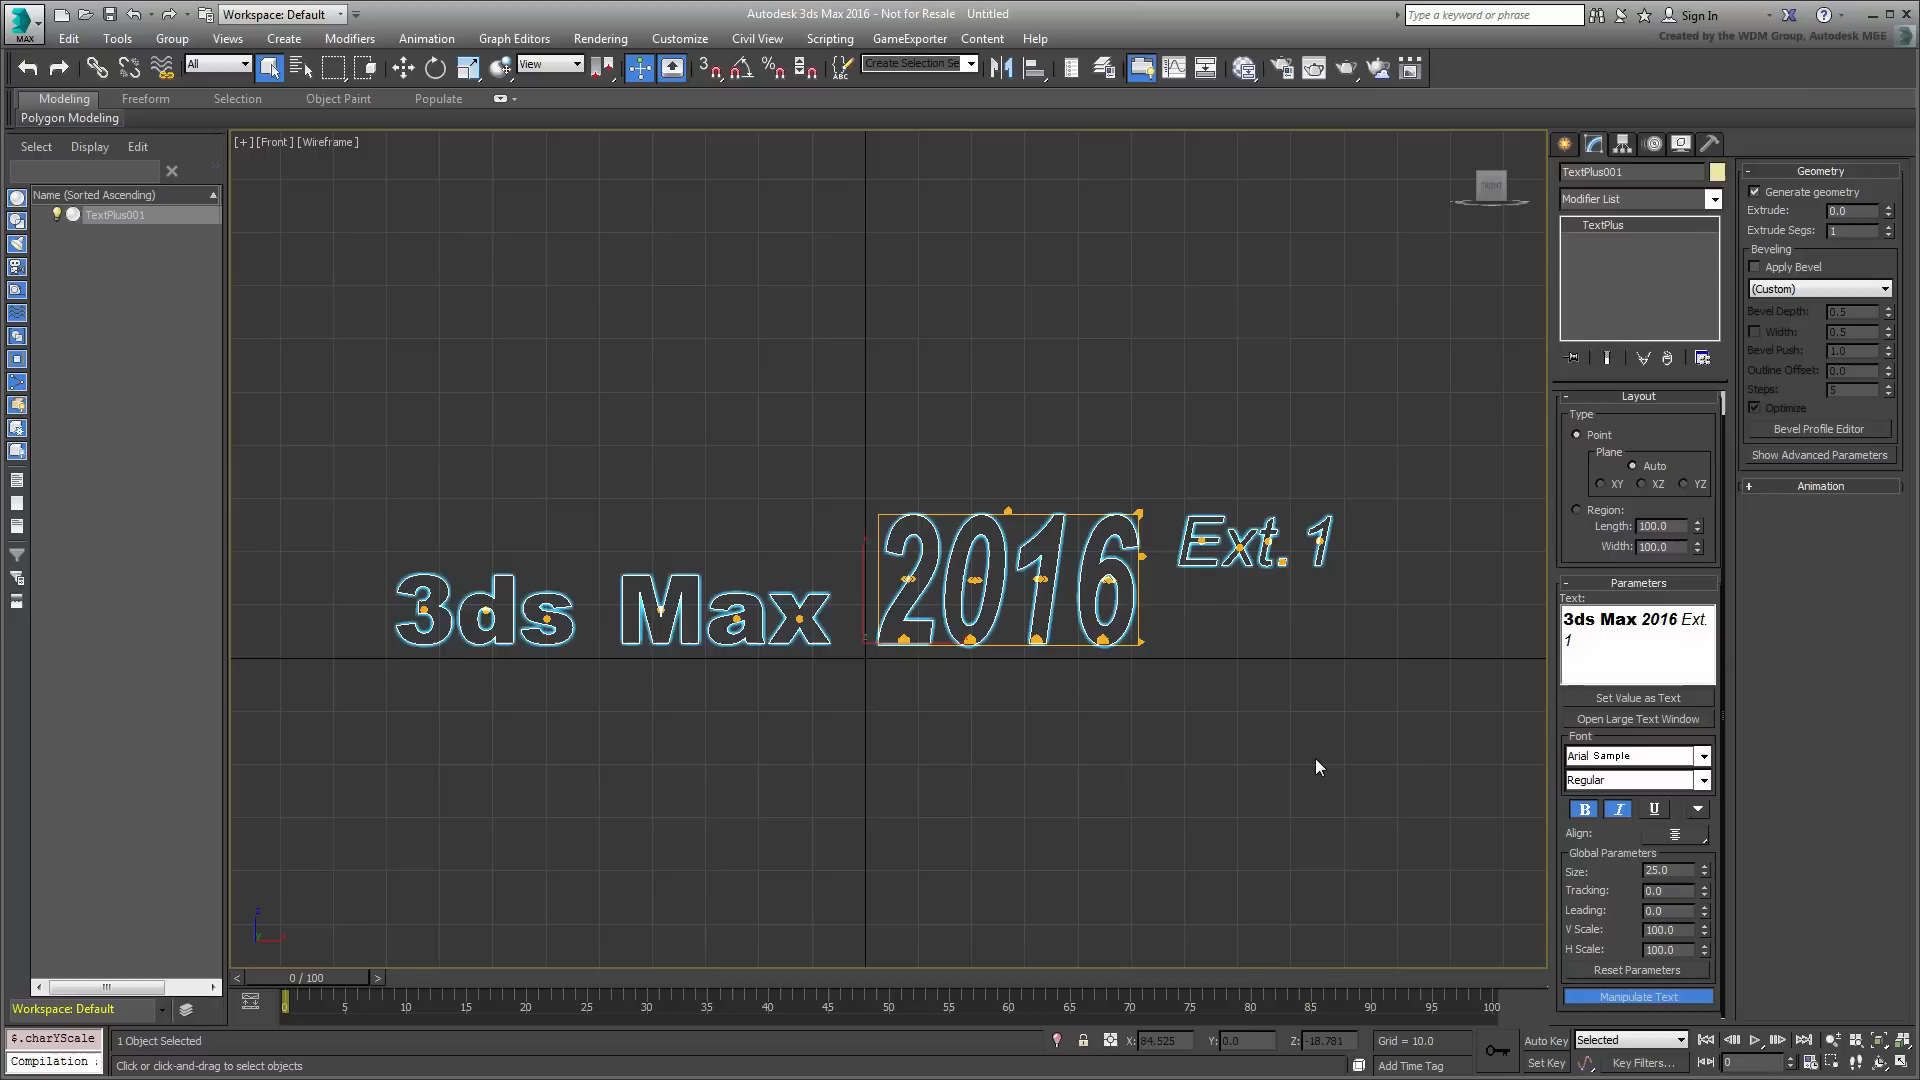 Workspace: Default
Autodesk 3ds Max 2016 - Not for Resale Untitled
Type a keyword or phrase
Sign In
MAX
Edit Tools Group Views Create Modifiers Animation Graph Editors Rendering Customize Civil View Scripting GameExporter Content Help
Created by the WDM Group, Autodesk M&E
All
View
3
ABC
Create Selection Se
Modeling Freeform Selection Object Paint Populate
Polygon Modeling
Select Display Edit
Name (Sorted Ascending)
TextPlus001
[+] [Front] [Wireframe]
FRONT
3ds Max 2016 Ext. 1
z
0 / 100
0 5 10 15 20 25 30 35 40 45 50 55 60 65 70 75 80 85 90 95 100
TextPlus001
Modifier List
TextPlus
- Layout
Type
Point
Plane
Auto
XY XZ YZ
Region:
Length: 100.0
Width: 100.0
- Parameters
Text:
3ds Max 2016 Ext.
1
Set Value as Text
Open Large Text Window
Font
Arial Sample
Regular
B I U
Align:
Global Parameters
Size: 25.0
Tracking: 0.0
Leading: 0.0
V Scale: 100.0
H Scale: 100.0
Reset Parameters
Manipulate Text
- Geometry
Generate geometry
Extrude: 0.0
Extrude Segs: 1
Beveling
Apply Bevel
(Custom)
Bevel Depth: 0.5
Width: 0.5
Bevel Push: 1.0
Outline Offset: 0.0
Steps: 5
Optimize
Bevel Profile Editor
Show Advanced Parameters
+ Animation
Workspace: Default
$.charYScale
Compilation :
1 Object Selected
Click or click-and-drag to select objects
X: 84.525 Y: 0.0 Z: -18.781
Grid = 10.0
Add Time Tag
Auto Key Selected
Set Key Key Filters...
0